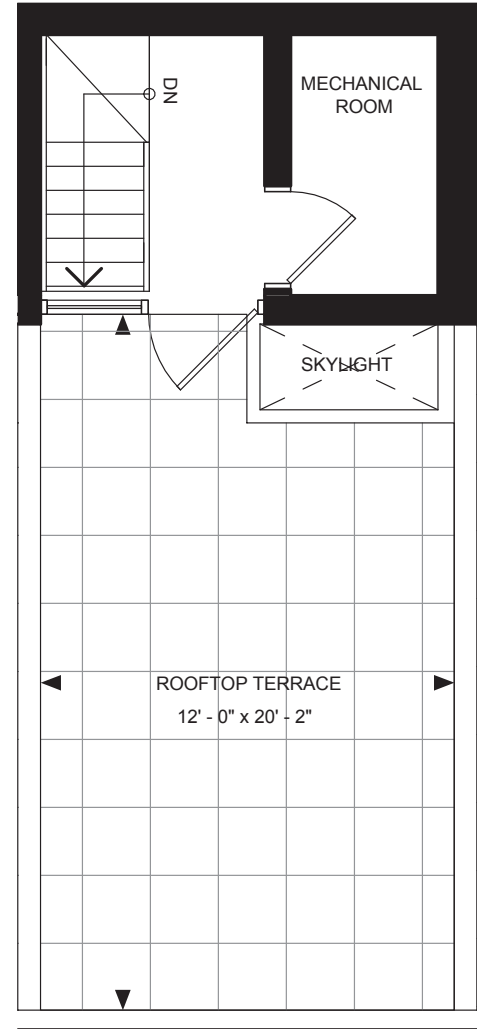 DN
MECHANICAL
ROOM
SKYLIGHT
ROOFTOP TERRACE
12' - 0" x 20' - 2"